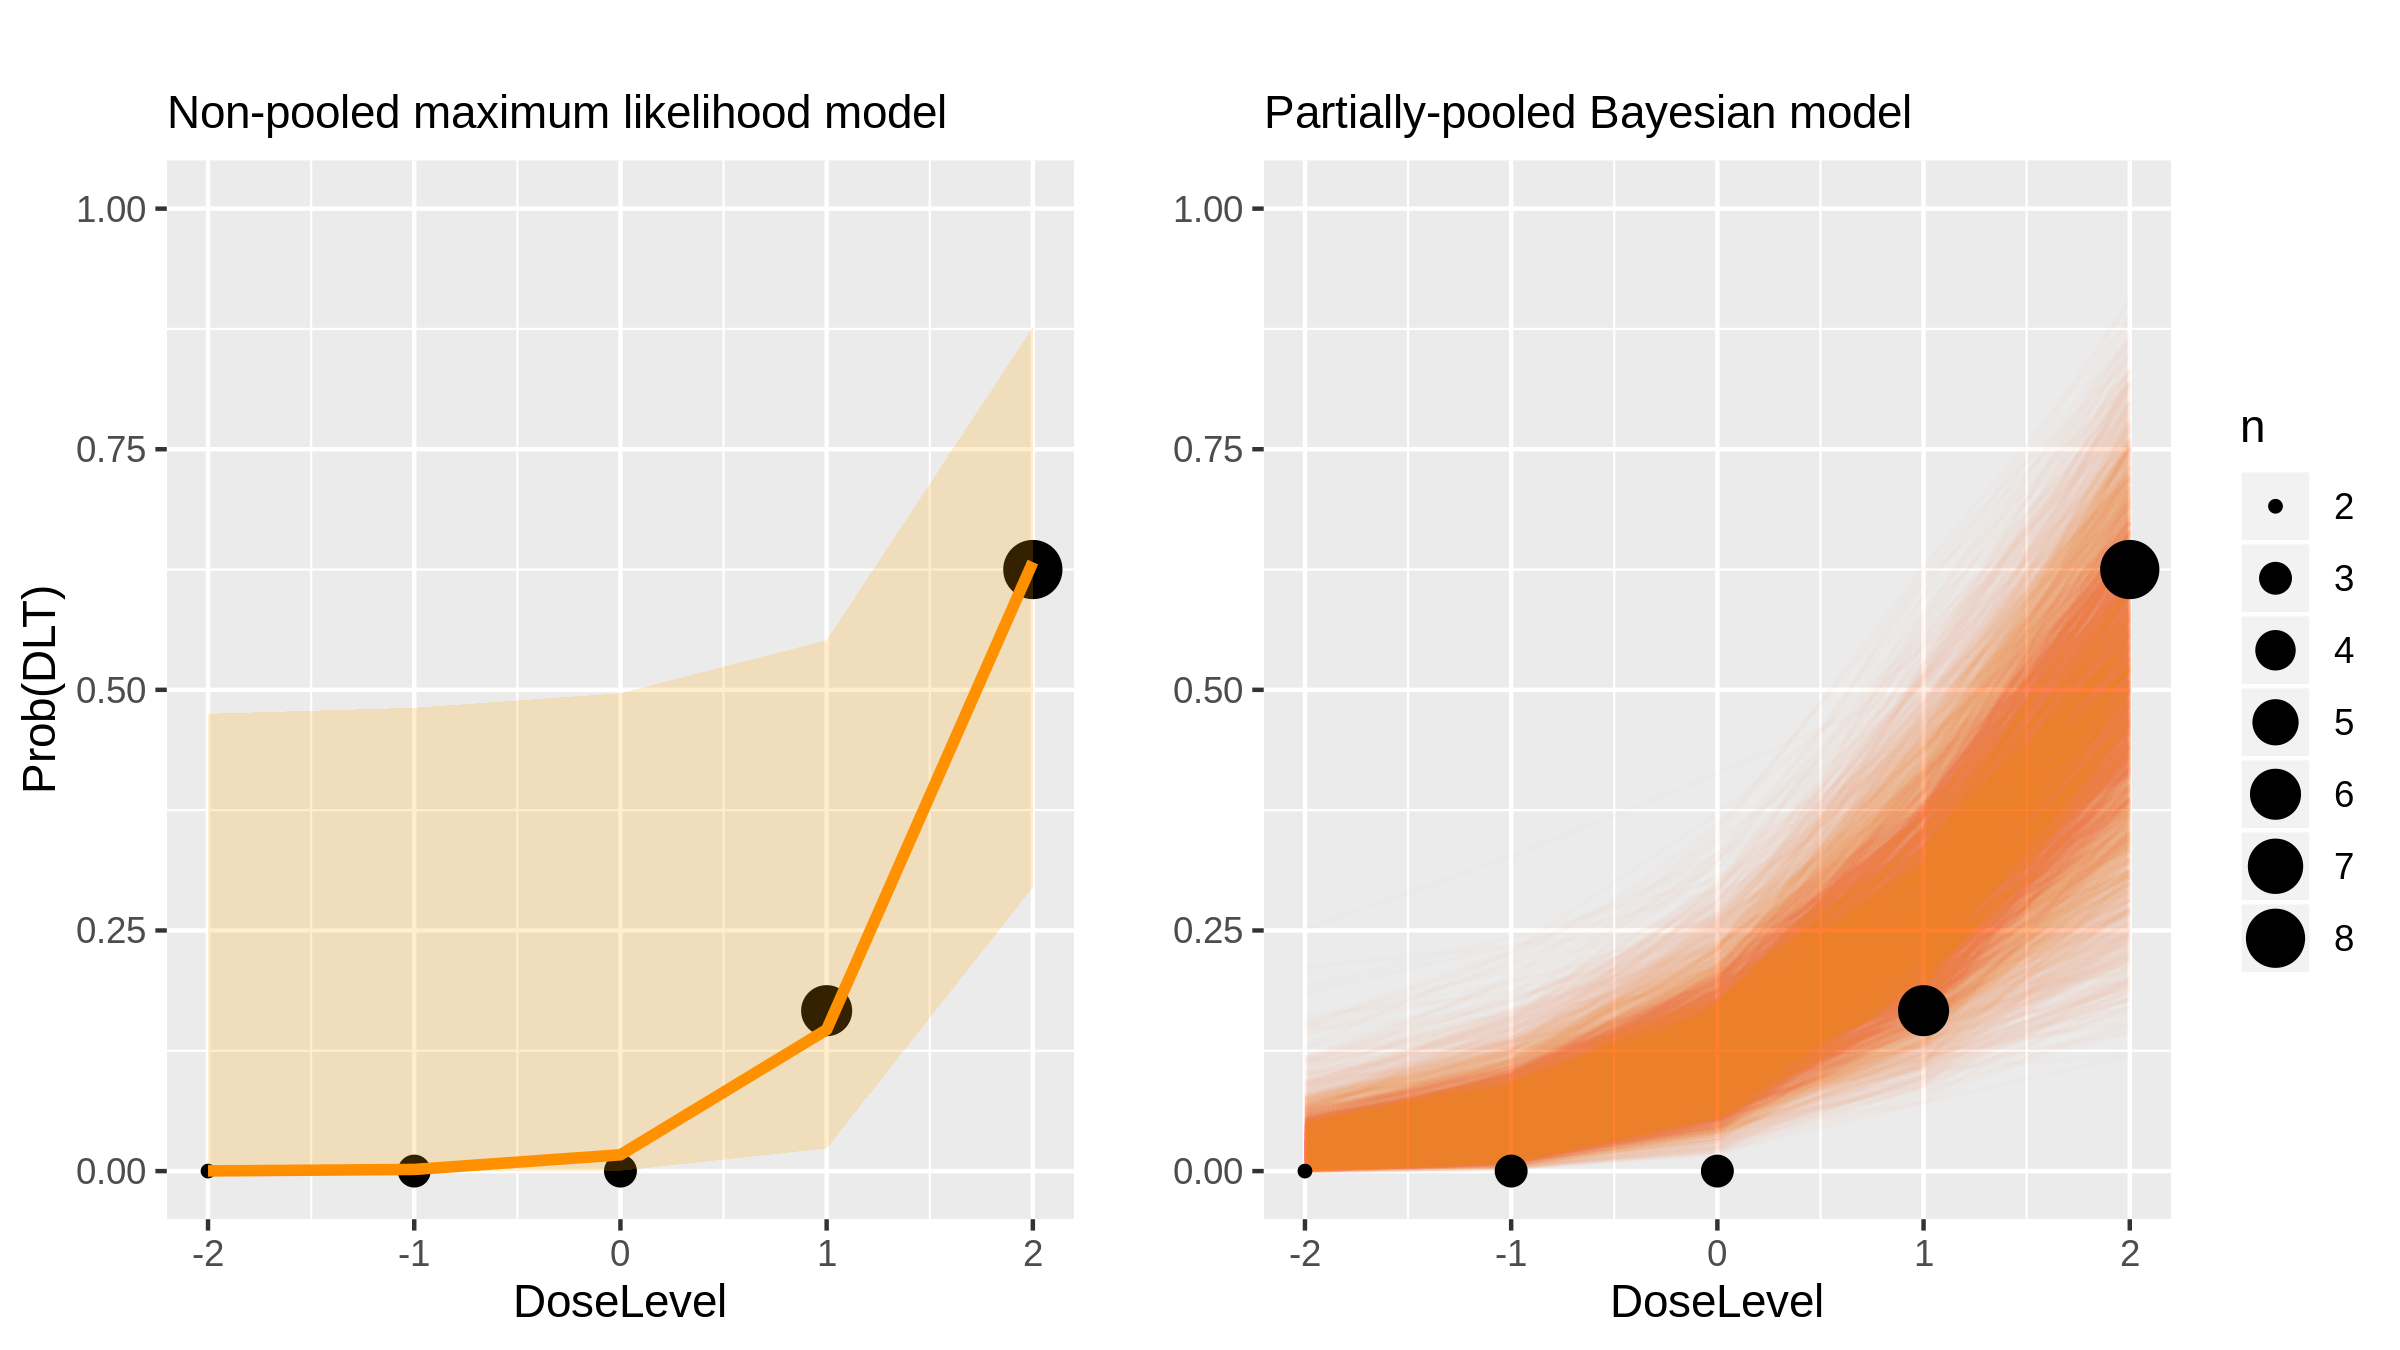 Non-pooled maximum likelihood model
Prob(DLT)
1.00
0.75
0.50
0.25
0.00
-2 -1 0 1 2
DoseLevel
Partially-pooled Bayesian model
1.00
0.75
0.50
0.25
0.00
-2 -1 0 1 2
DoseLevel
n
2
3
4
5
6
7
8